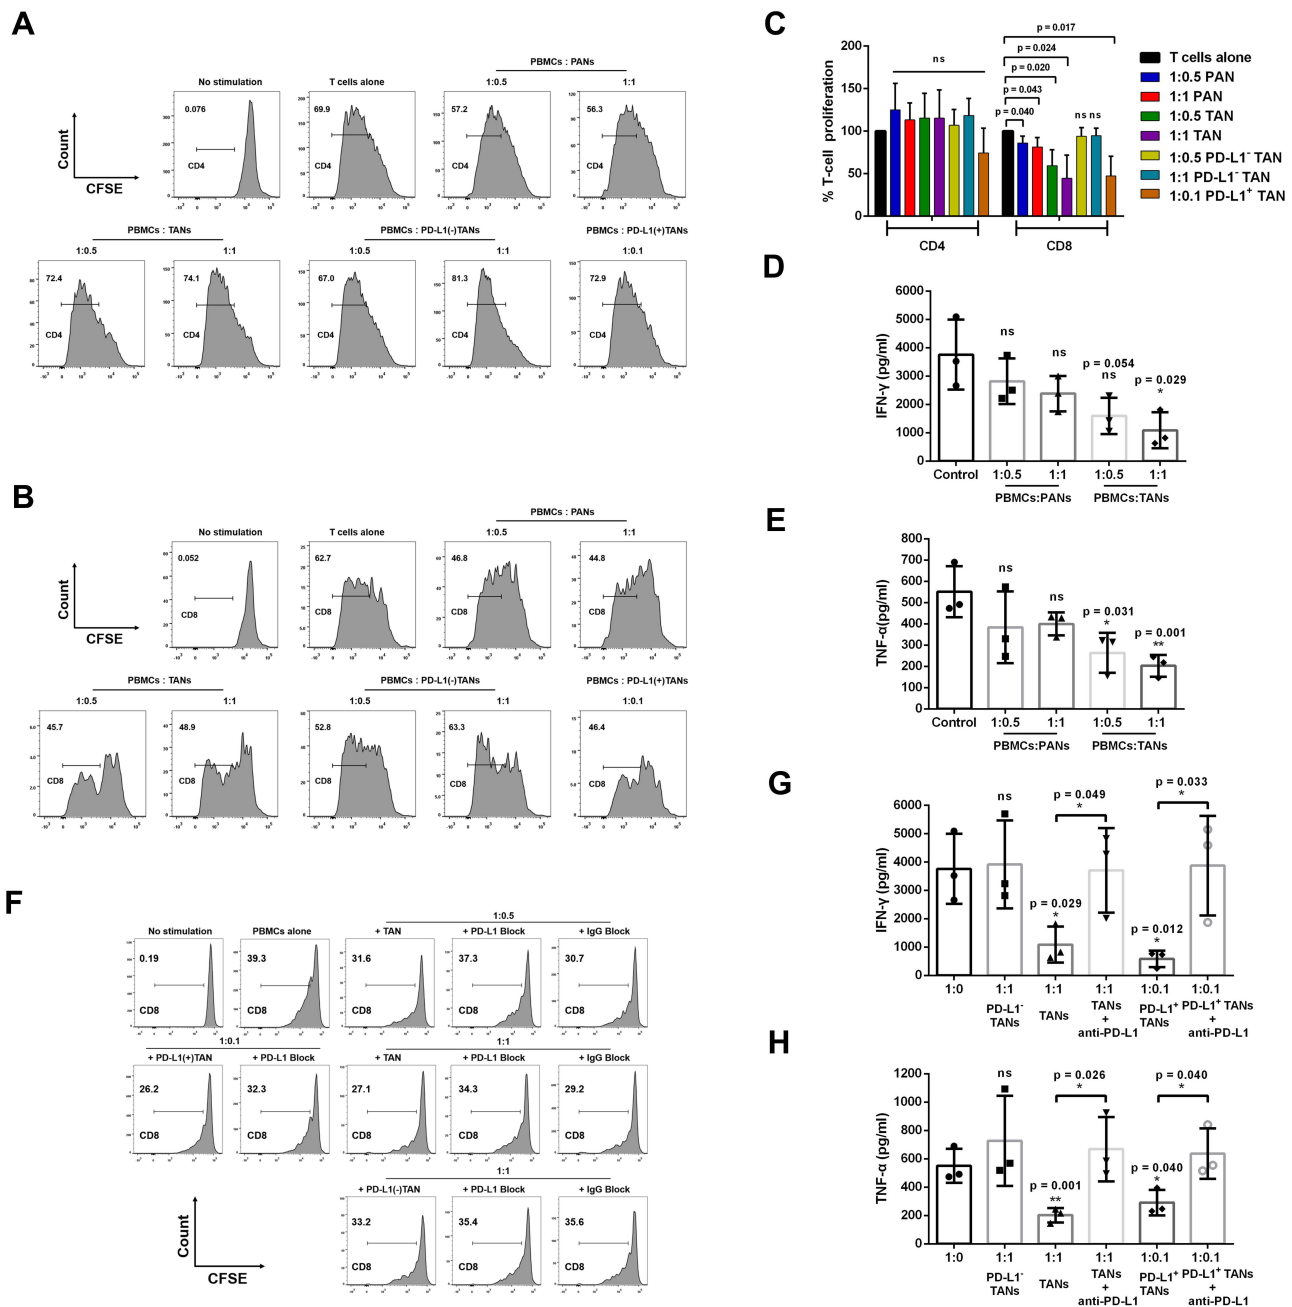 A
PBMCs : PANs
No stimulation
T cells alone
1:0.5
1:1
0.076
69.9
57.2
56.3
CD4
CD4
CD4
CD4
Count
CFSE
PBMCs : TANs
PBMCs : PD-L1(-)TANs
PBMCs : PD-L1(+)TANs
1:0.5
1:1
1:0.5
1:1
1:0.1
72.4
74.1
67.0
81.3
72.9
CD4
CD4
CD4
CD4
CD4
B
PBMCs : PANs
No stimulation
T cells alone
1:0.5
1:1
0.052
62.7
46.8
44.8
CD8
CD8
CD8
CD8
Count
CFSE
PBMCs : TANs
PBMCs : PD-L1(-)TANs
PBMCs : PD-L1(+)TANs
1:0.5
1:1
1:0.5
1:1
1:0.1
45.7
48.9
52.8
63.3
46.4
CD8
CD8
CD8
CD8
CD8
F
1:0.5
No stimulation
PBMCs alone
+ TAN
+ PD-L1 Block
+ IgG Block
0.19
39.3
31.6
37.3
30.7
CD8
CD8
CD8
CD8
CD8
1:0.1
1:1
+ PD-L1(+)TAN
+ PD-L1 Block
+ TAN
+ PD-L1 Block
+ IgG Block
26.2
32.3
27.1
34.3
29.2
CD8
CD8
CD8
CD8
CD8
1:1
+ PD-L1(-)TAN
+ PD-L1 Block
+ IgG Block
33.2
35.4
35.6
CD8
CD8
CD8
Count
CFSE
C
% T-cell proliferation
200
150
100
50
0
ns
p = 0.017
p = 0.024
p = 0.020
p = 0.043
p = 0.040
ns ns
CD4
CD8
T cells alone
1:0.5 PAN
1:1 PAN
1:0.5 TAN
1:1 TAN
1:0.5 PD-L1⁻ TAN
1:1 PD-L1⁻ TAN
1:0.1 PD-L1⁺ TAN
D
IFN-γ (pg/ml)
6000
5000
4000
3000
2000
1000
0
ns
ns
p = 0.054
ns
p = 0.029
*
Control
1:0.5
1:1
1:0.5
1:1
PBMCs:PANs
PBMCs:TANs
E
TNF-α(pg/ml)
800
700
600
500
400
300
200
100
0
ns
ns
p = 0.031
*
p = 0.001
**
Control
1:0.5
1:1
1:0.5
1:1
PBMCs:PANs
PBMCs:TANs
G
IFN-γ (pg/ml)
6000
5000
4000
3000
2000
1000
0
ns
p = 0.029
*
p = 0.049
*
p = 0.012
*
p = 0.033
*
1:0
1:1
1:1
1:1
1:0.1
1:0.1
PD-L1⁻
TANs
TANs
TANs
+
anti-PD-L1
PD-L1⁺
TANs
PD-L1⁺ TANs
+
anti-PD-L1
H
TNF-α (pg/ml)
1200
1000
800
600
400
200
0
ns
p = 0.001
**
p = 0.026
*
p = 0.040
*
p = 0.040
*
1:0
1:1
1:1
1:1
1:0.1
1:0.1
PD-L1⁻
TANs
TANs
TANs
+
anti-PD-L1
PD-L1⁺
TANs
PD-L1⁺ TANs
+
anti-PD-L1